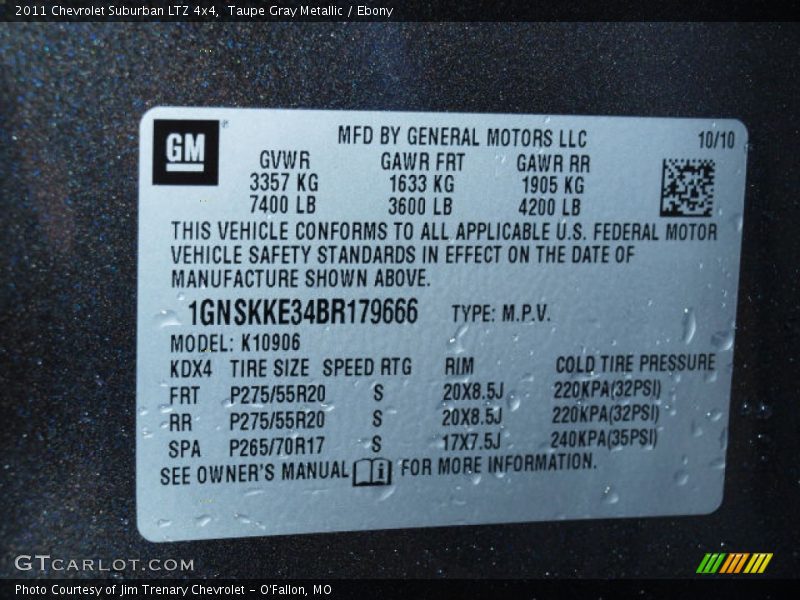 2011 Chevrolet Suburban LTZ 4x4, Taupe Gray Metallic / Ebony
GM
MFD BY GENERAL MOTORS LLC 10/10
GVWR GAWR FRT GAWR RR
3357 KG 1633 KG 1905 KG
7400 LB 3600 LB 4200 LB
THIS VEHICLE CONFORMS TO ALL APPLICABLE U.S. FEDERAL MOTOR
VEHICLE SAFETY STANDARDS IN EFFECT ON THE DATE OF
MANUFACTURE SHOWN ABOVE.
1GNSKKE34BR179666 TYPE: M.P.V.
MODEL: K10906
KDX4 TIRE SIZE SPEED RTG RIM COLD TIRE PRESSURE
FRT P275/55R20 S 20X8.5J 220KPA(32PSI)
RR P275/55R20 S 20X8.5J 220KPA(32PSI)
SPA P265/70R17 S 17X7.5J 240KPA(35PSI)
SEE OWNER'S MANUAL i FOR MORE INFORMATION.
GTCARLOT.COM
Photo Courtesy of Jim Trenary Chevrolet - O'Fallon, MO